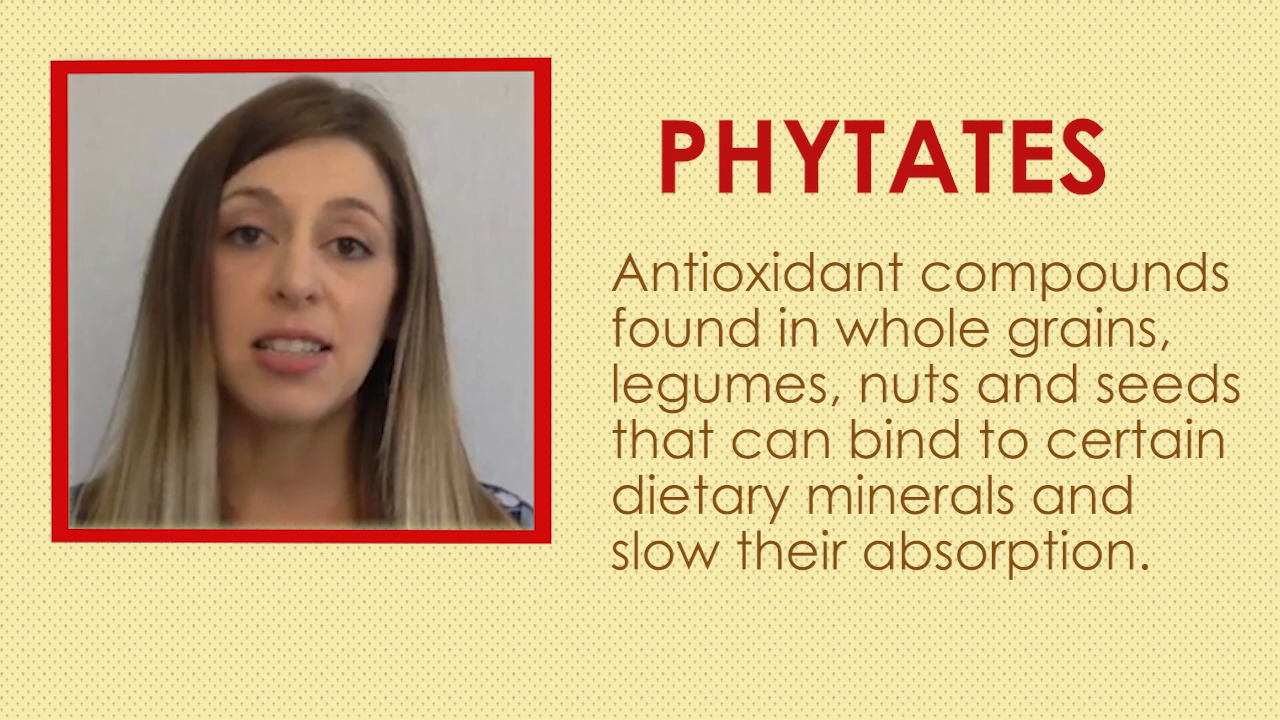 PHYTATES
Antioxidant compounds
found in whole grains,
legumes, nuts and seeds
that can bind to certain
dietary minerals and
slow their absorption.